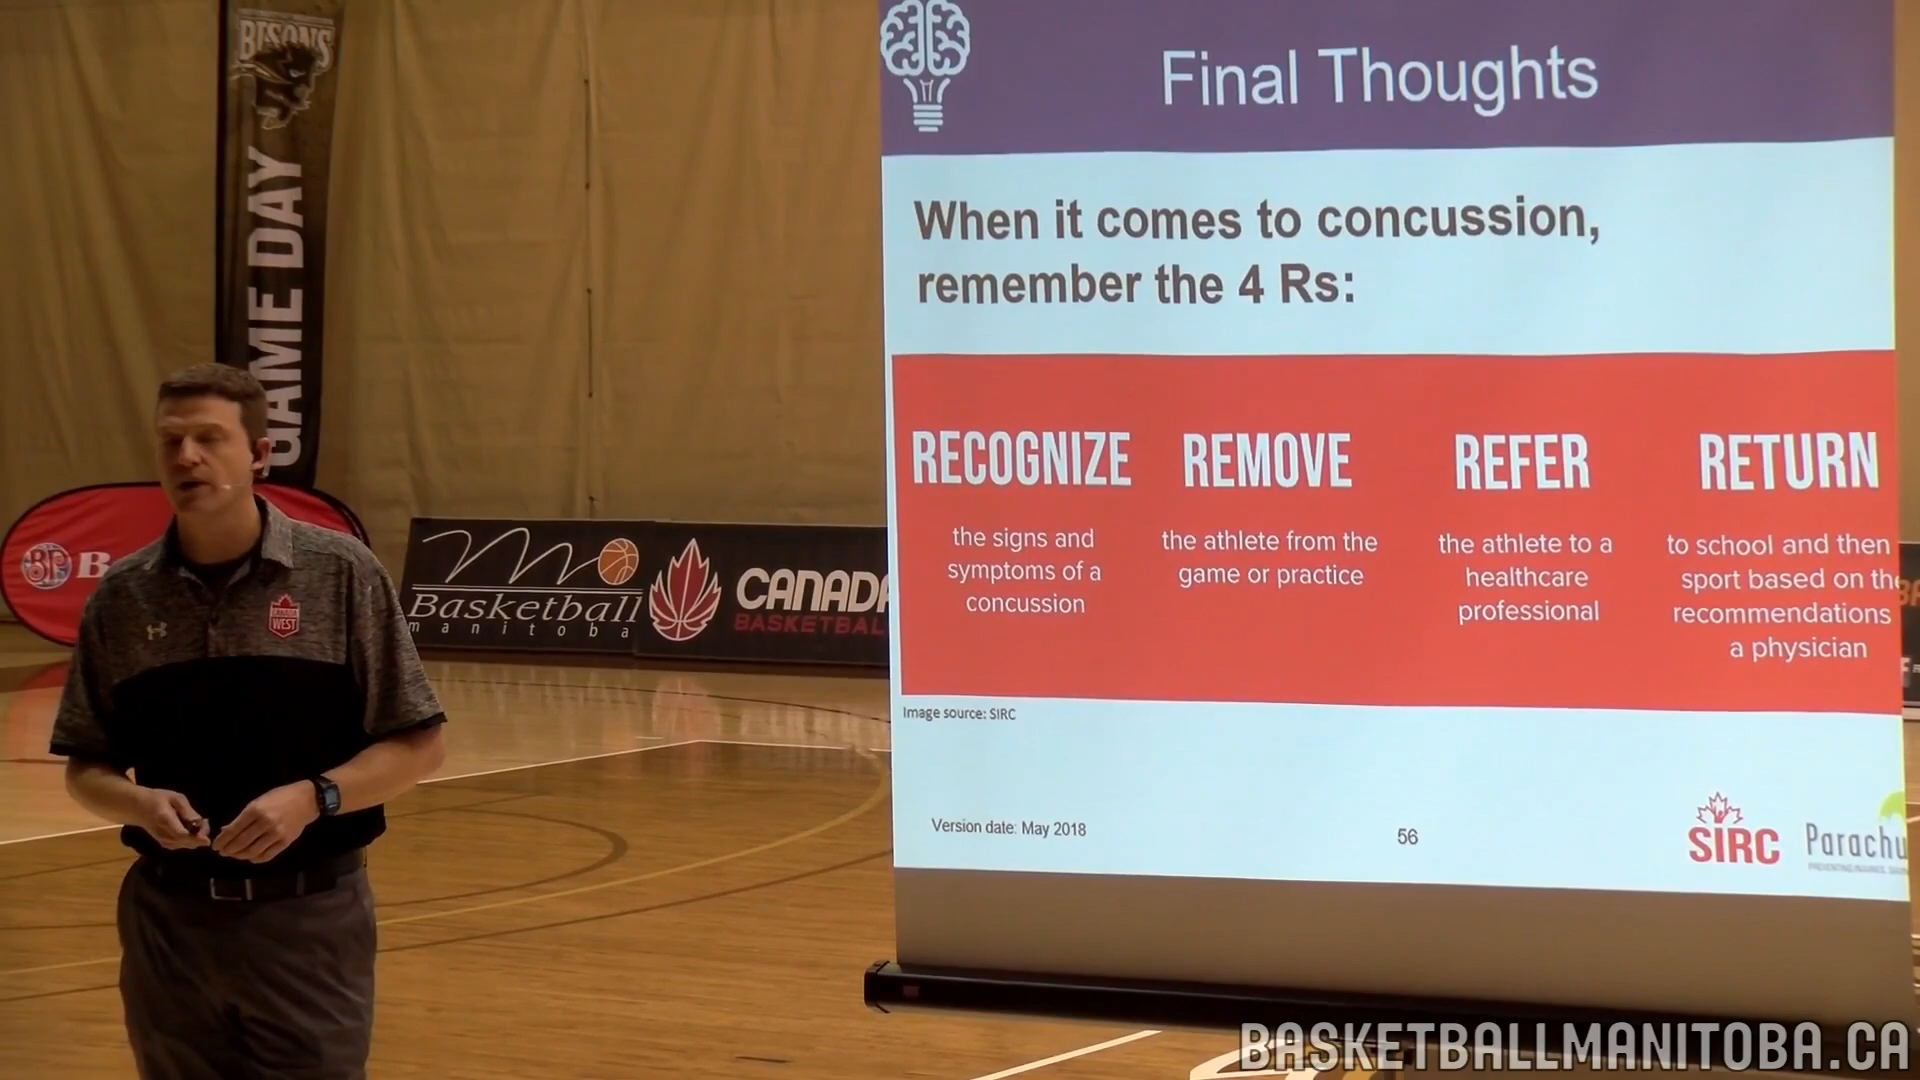 BISONS
GAME DAY
BP B
Basketball
manitoba
CANADA
BASKETBAL
CANADA
WEST
Final Thoughts
When it comes to concussion,
remember the 4 Rs:
RECOGNIZE
the signs and
symptoms of a
concussion
REMOVE
the athlete from the
game or practice
REFER
the athlete to a
healthcare
professional
RETURN
to school and then
sport based on the
recommendations
a physician
Image source: SIRC
Version date: May 2018
56
SIRC
Parachu
BASKETBALLMANITOBA.CA